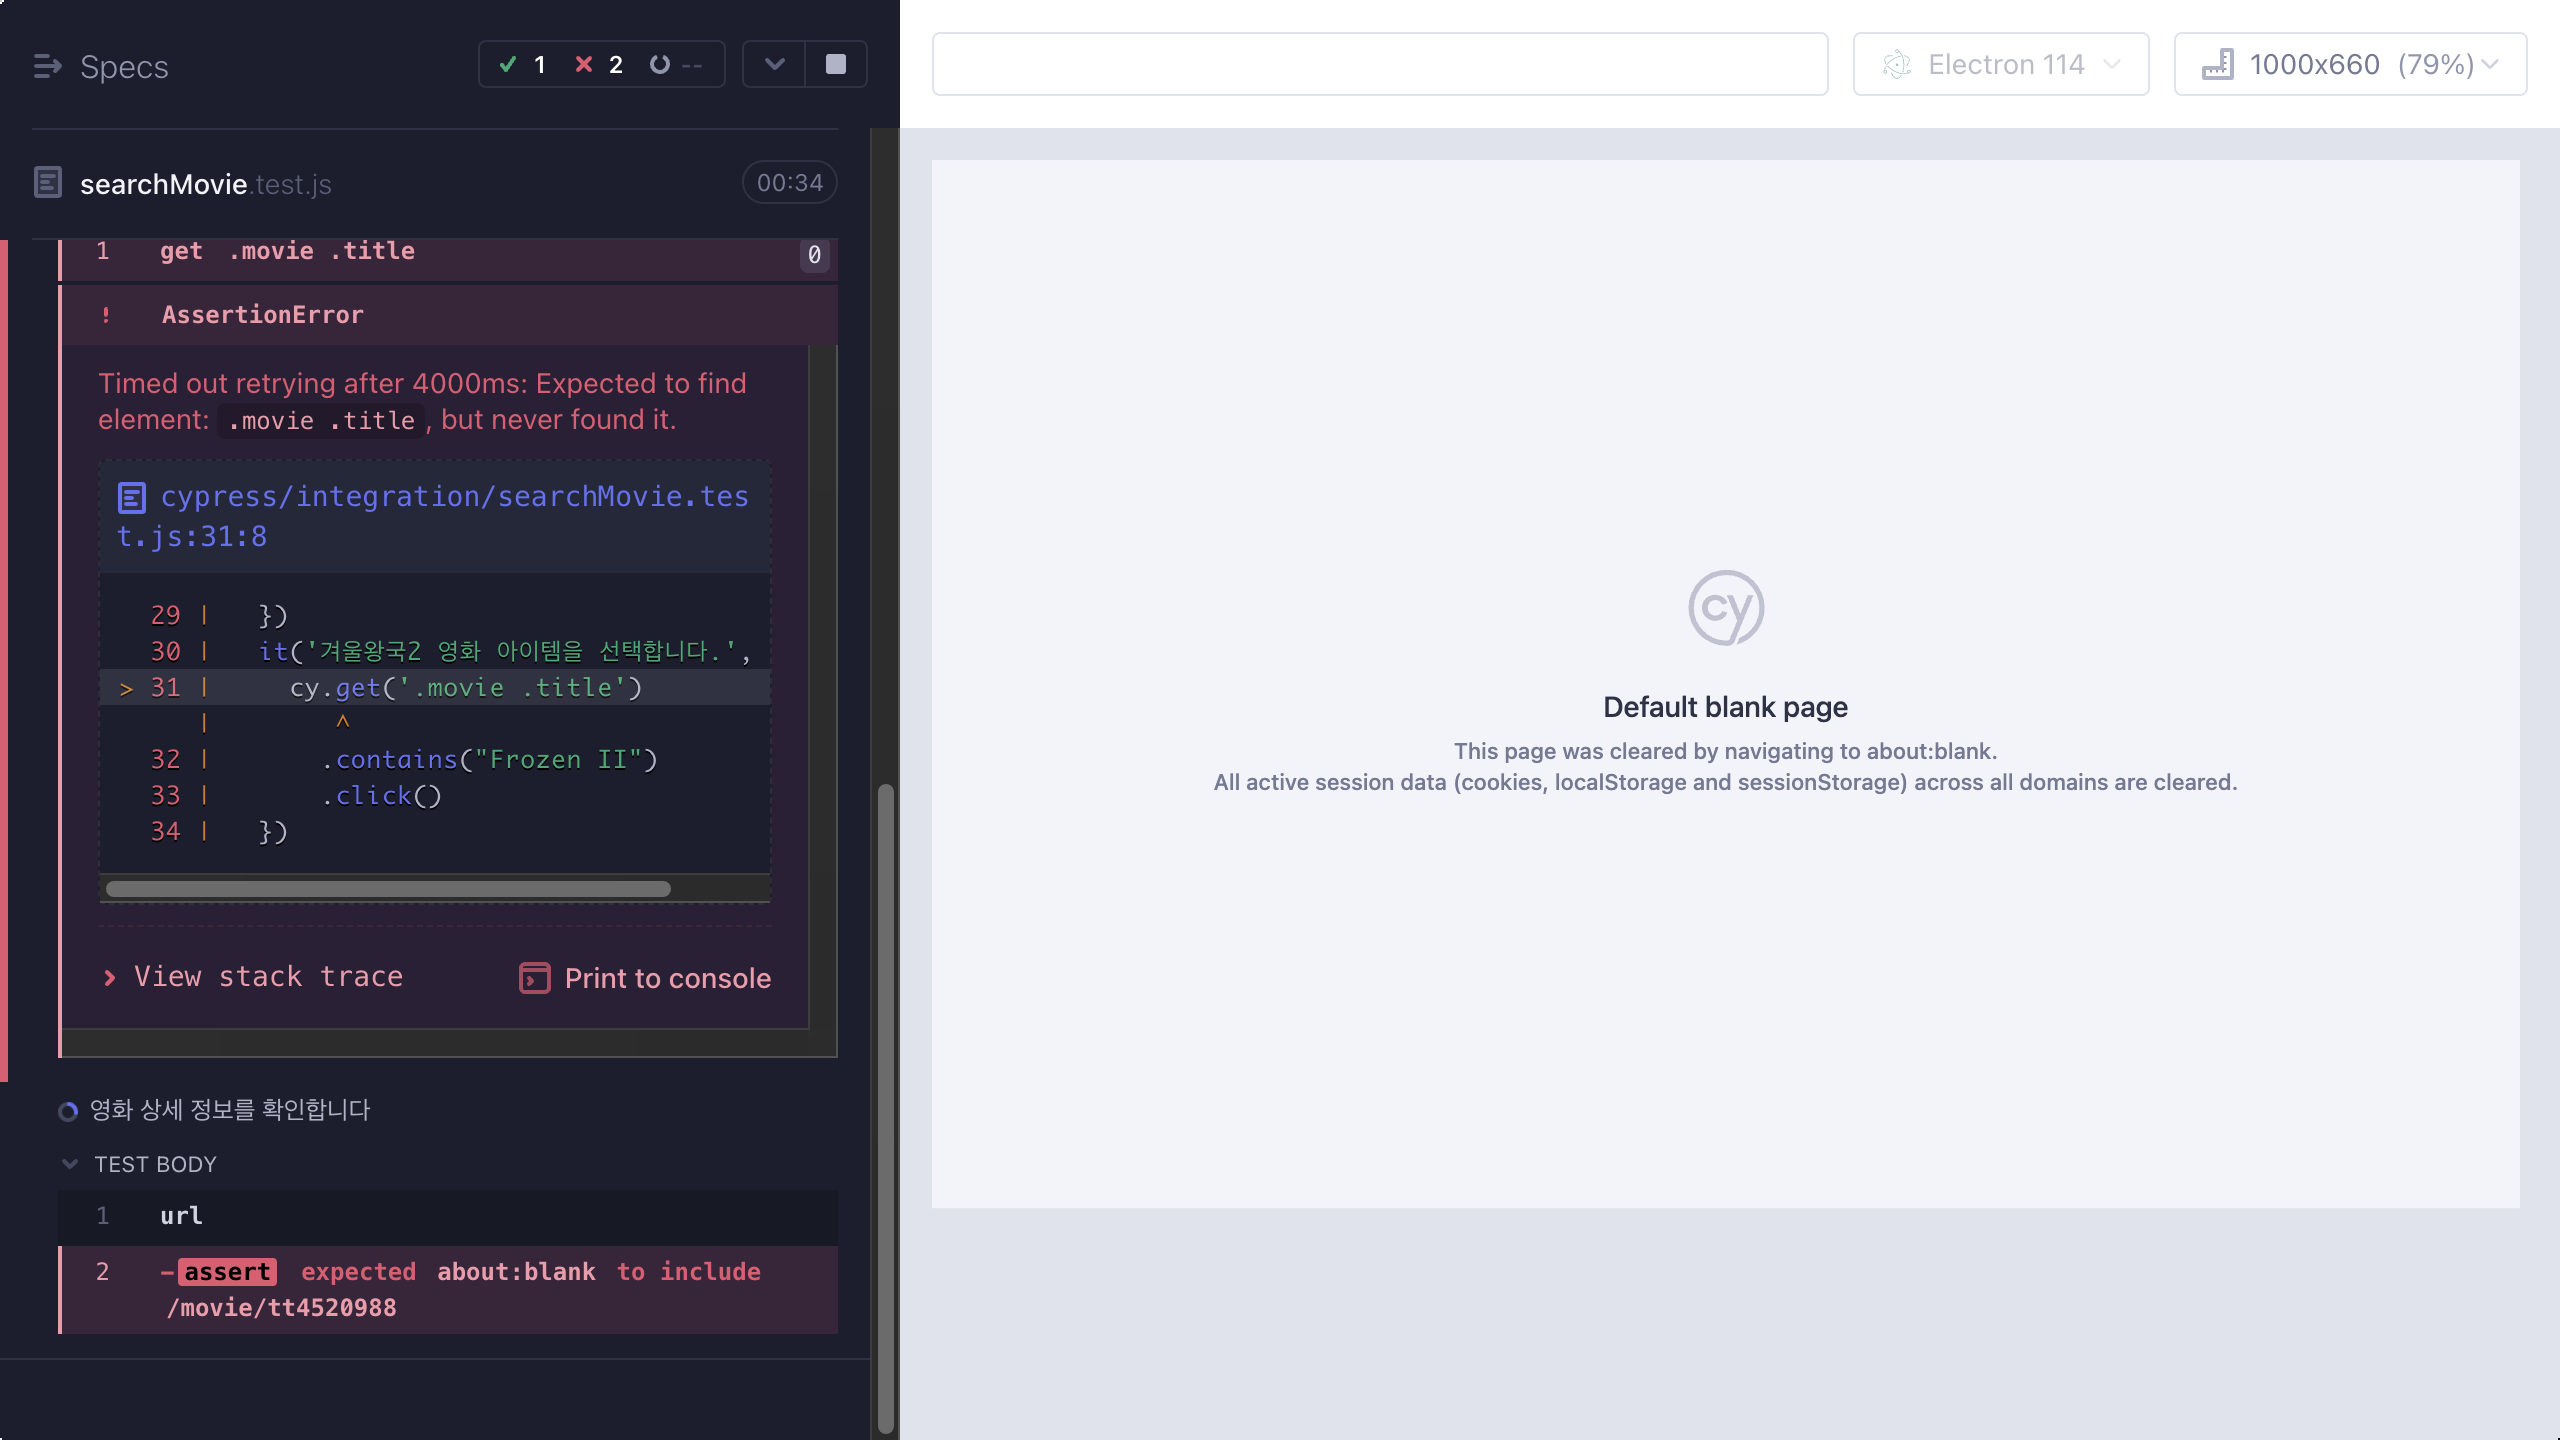 Specs
1 2 --
searchMovie.test.js 00:34
1 get .movie .title 0
! AssertionError
Timed out retrying after 4000ms: Expected to find
element: .movie .title, but never found it.
cypress/integration/searchMovie.tes
t.js:31:8
29 | })
30 | it('겨울왕국2 영화 아이템을 선택합니다.',
> 31 | cy.get('.movie .title')
| ^
32 | .contains("Frozen II")
33 | .click()
34 | })
View stack trace
Print to console
영화 상세 정보를 확인합니다
TEST BODY
1 url
2 -assert expected about:blank to include
/movie/tt4520988
Electron 114
1000x660 (79%)
cy
Default blank page
This page was cleared by navigating to about:blank.
All active session data (cookies, localStorage and sessionStorage) across all domains are cleared.